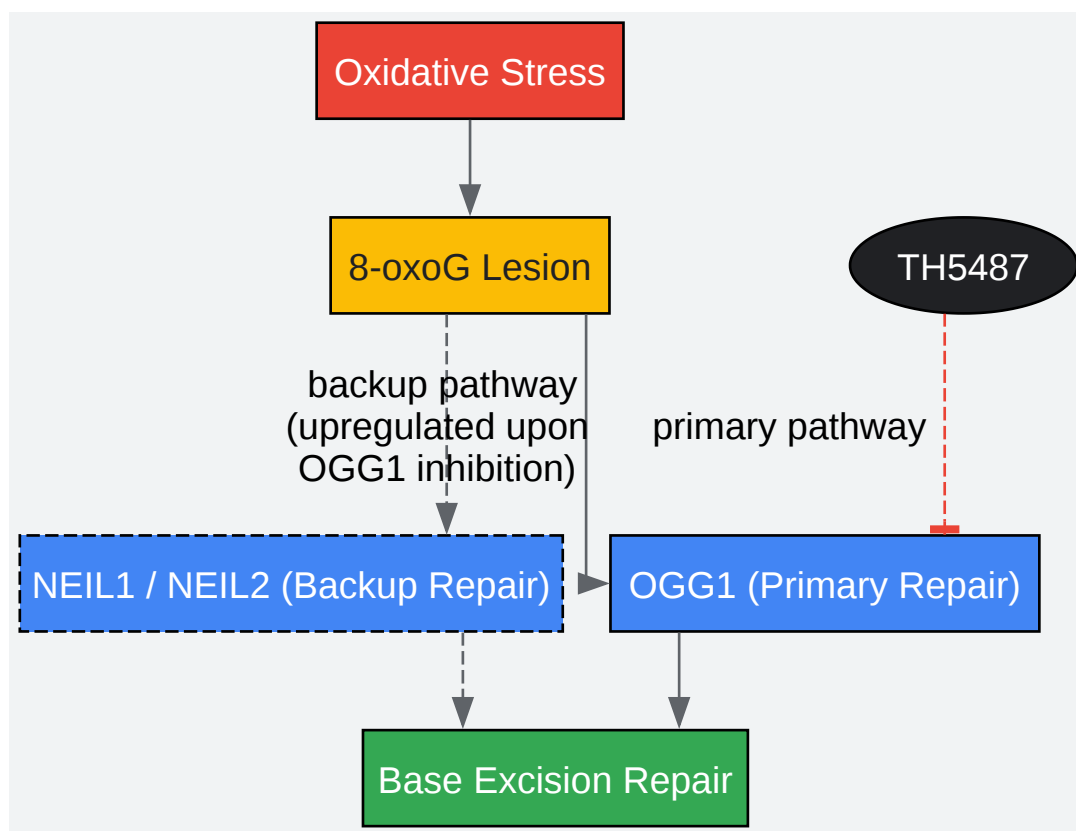 Oxidative Stress
8-oxoG Lesion
TH5487
backup pathway
(upregulated upon
OGG1 inhibition)
primary pathway
NEIL1 / NEIL2 (Backup Repair)
OGG1 (Primary Repair)
Base Excision Repair